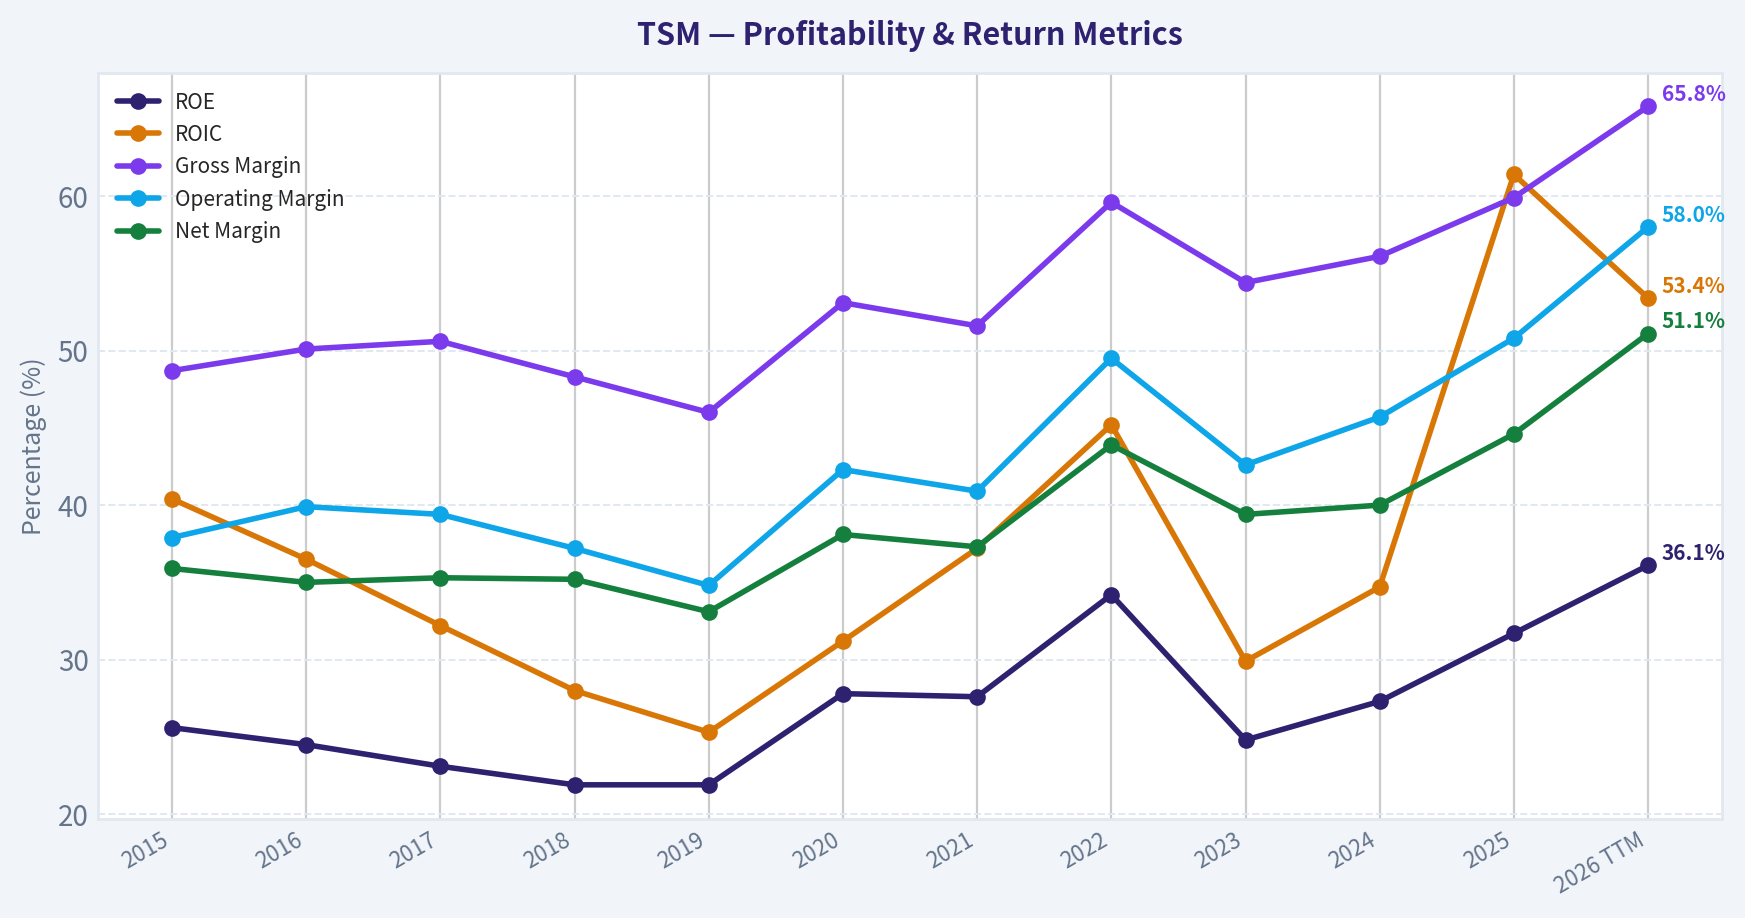 TSM — Profitability & Return Metrics
ROE
ROIC
Gross Margin
Operating Margin
Net Margin
65.8%
58.0%
53.4%
51.1%
36.1%
Percentage (%)
60
50
40
30
20
2015
2016
2017
2018
2019
2020
2021
2022
2023
2024
2025
2026 TTM